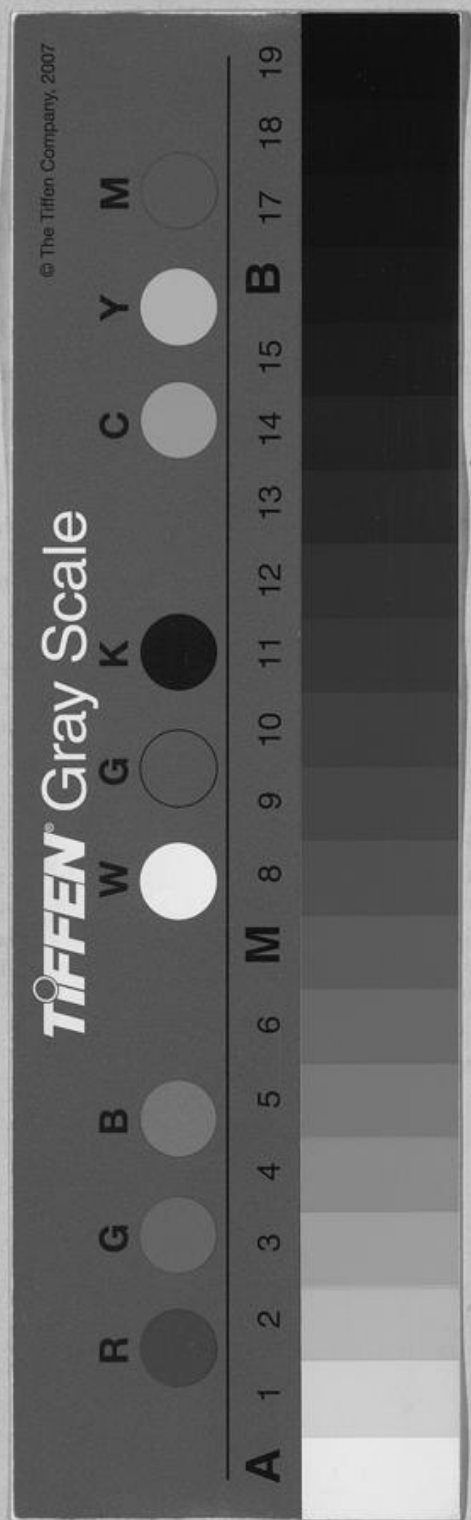 © The Tiffen Company, 2007
TIFFEN® Gray Scale
R G B W G K C Y M
A 1 2 3 4 5 6 M 8 9 10 11 12 13 14 15 B 17 18 19